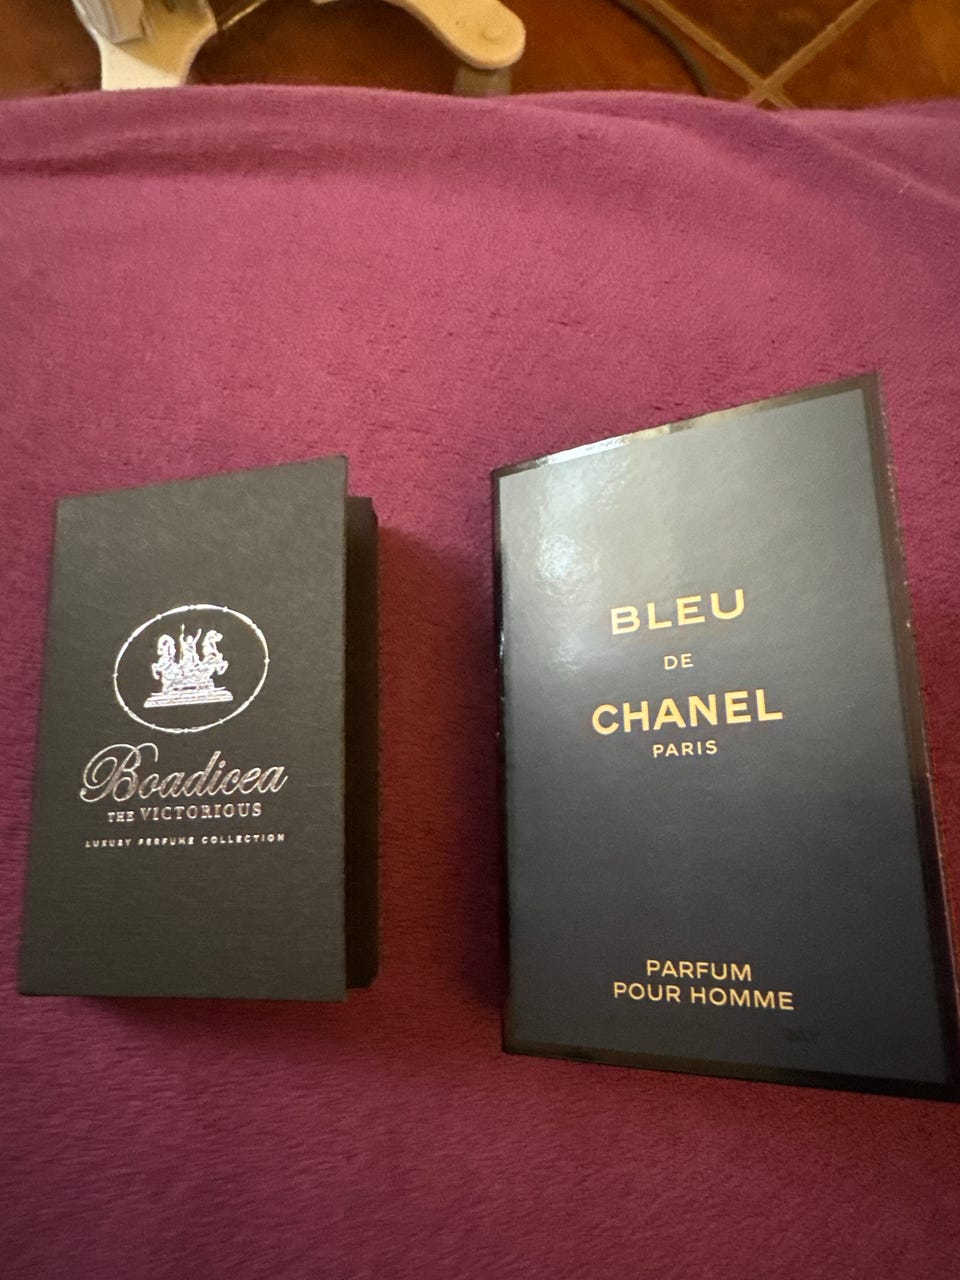 Boadicea
THE VICTORIOUS
LUXURY PERFUME COLLECTION
BLEU
DE
CHANEL
PARIS
PARFUM
POUR HOMME